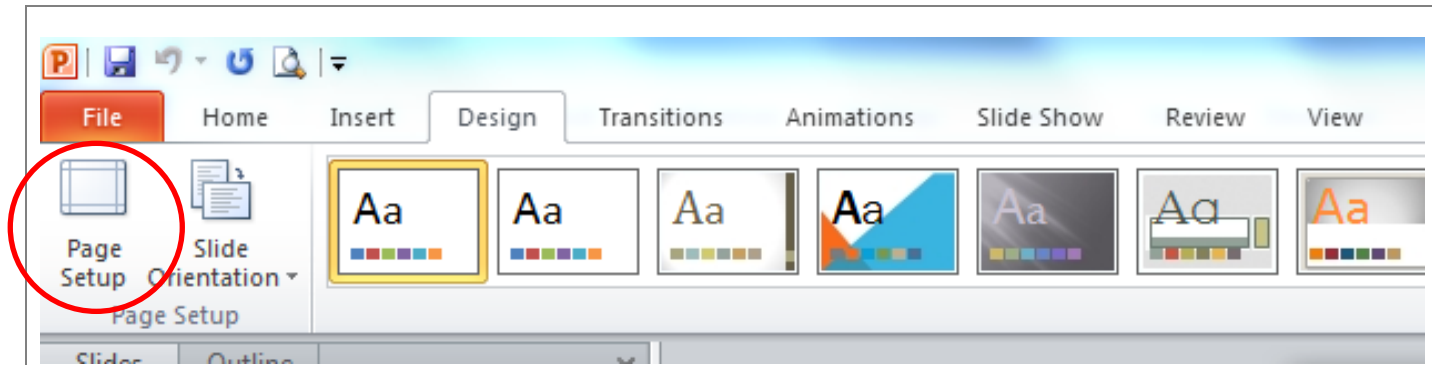 P
File Home Insert Design Transitions Animations Slide Show Review View
Aa Aa Aa Aa Aa Aa Aa
Page Slide
Setup Orientation
Page Setup
Slides Outline